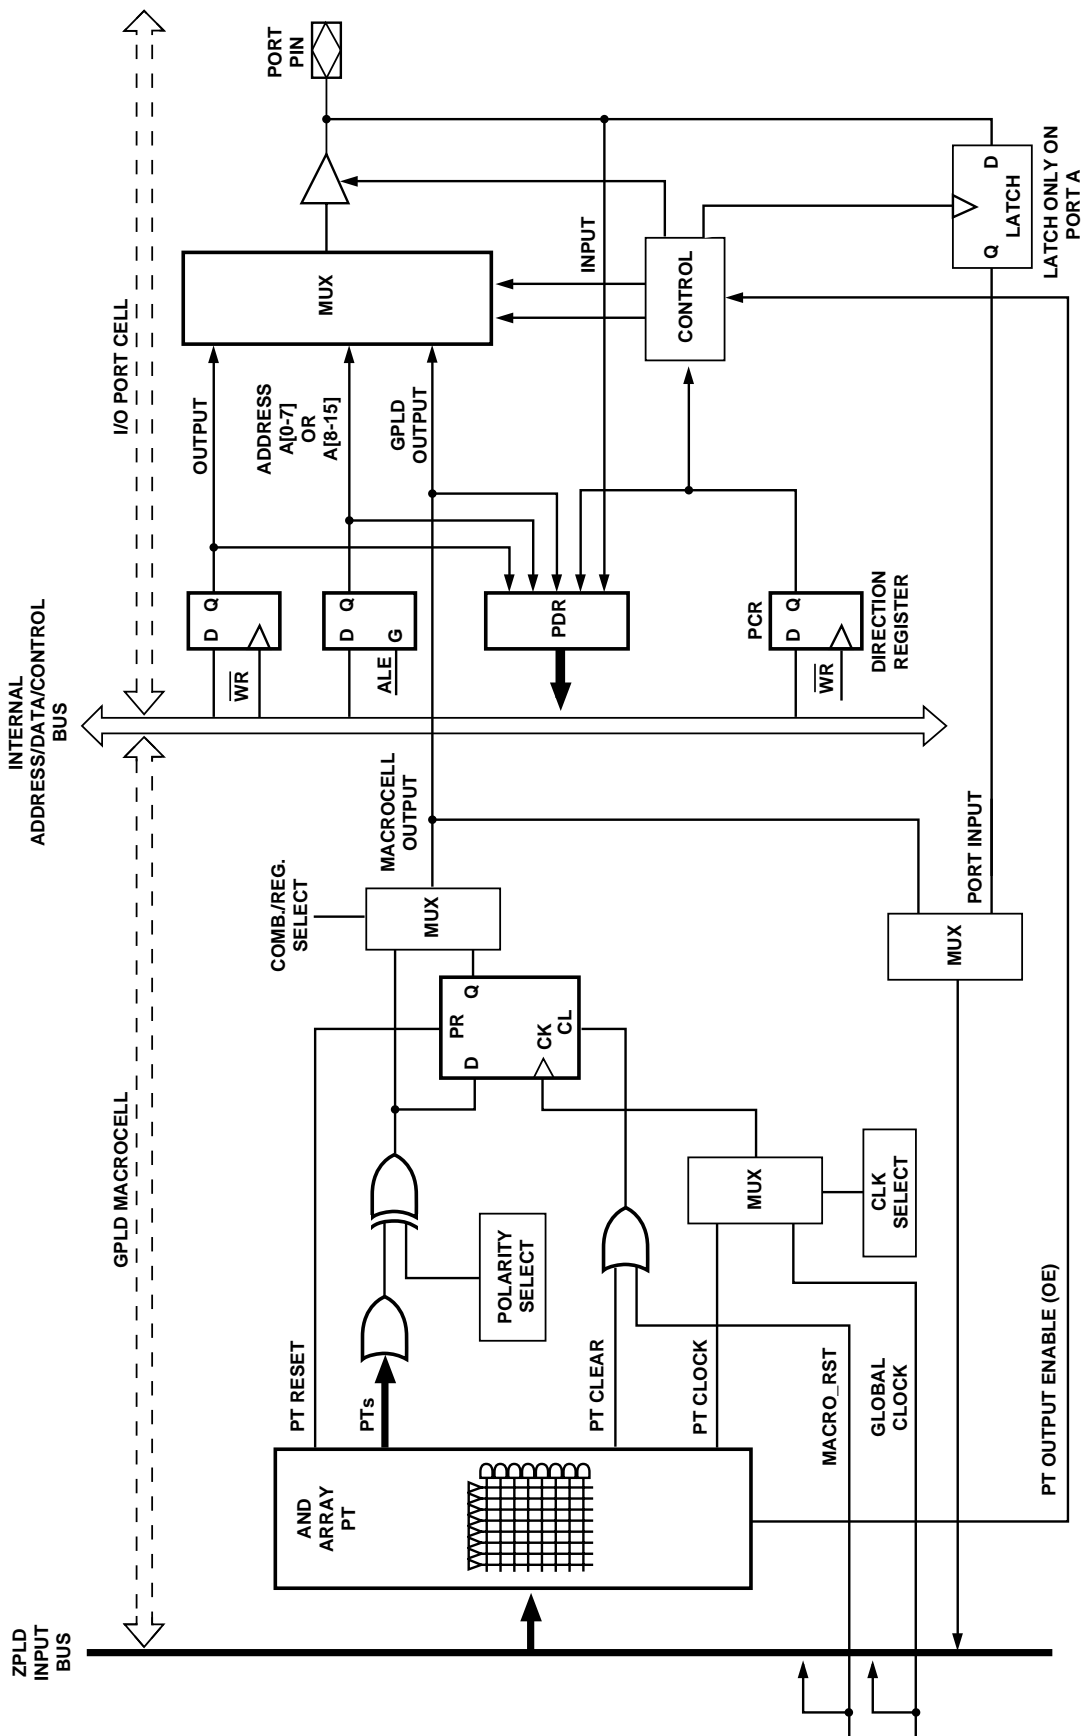 ZPLD
INPUT
BUS
GPLD MACROCELL
INTERNAL
ADDRESS/DATA/CONTROL
BUS
I/O PORT CELL
AND
ARRAY
PT
PT RESET
PTs
PT CLEAR
PT CLOCK
MACRO_RST
GLOBAL
CLOCK
PT OUTPUT ENABLE (OE)
POLARITY
SELECT
MUX
CLK
SELECT
D
PR
Q
CK
CL
COMB./REG.
SELECT
MUX
MACROCELL
OUTPUT
MUX
PORT INPUT
WR
D Q
ALE
D Q
G
PDR
PCR
D Q
WR
DIRECTION
REGISTER
OUTPUT
ADDRESS
A[0-7]
OR
A[8-15]
GPLD
OUTPUT
MUX
INPUT
CONTROL
Q D
LATCH
LATCH ONLY ON
PORT A
PORT
PIN